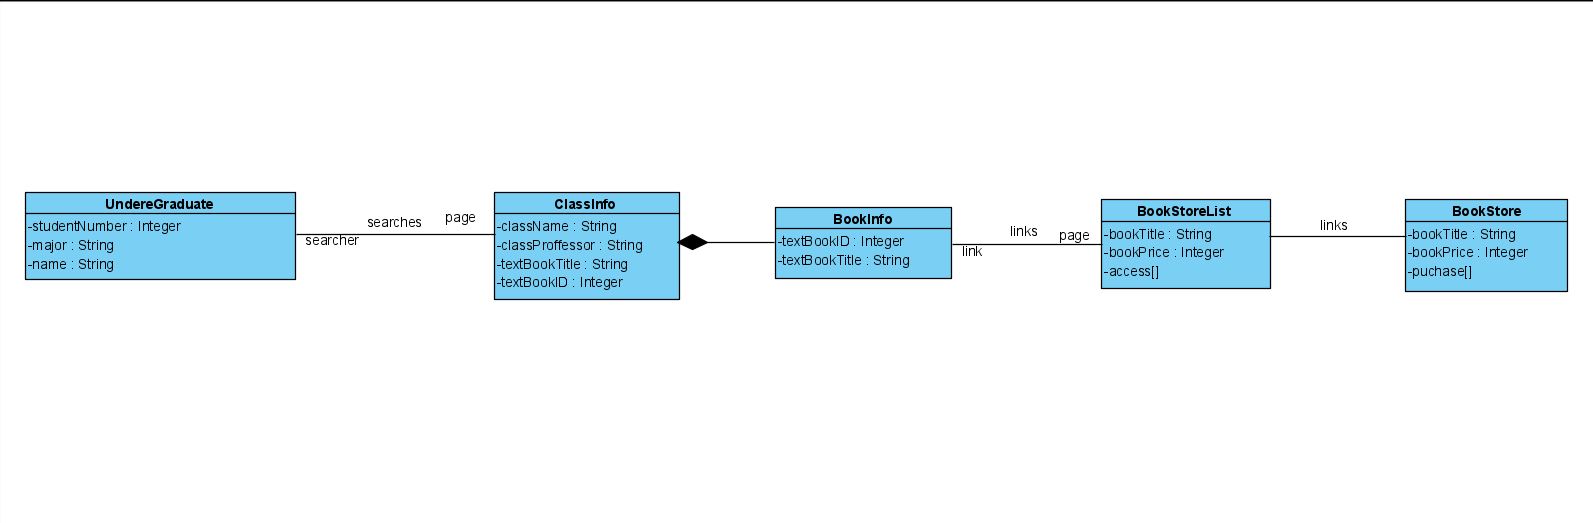 UndereGraduate
-studentNumber : Integer
-major : String
-name : String
searches
page
searcher
ClassInfo
-className : String
-classProffessor : String
-textBookTitle : String
-textBookID : Integer
BookInfo
-textBookID : Integer
-textBookTitle : String
links
page
link
BookStoreList
-bookTitle : String
-bookPrice : Integer
-access[]
links
BookStore
-bookTitle : String
-bookPrice : Integer
-puchase[]